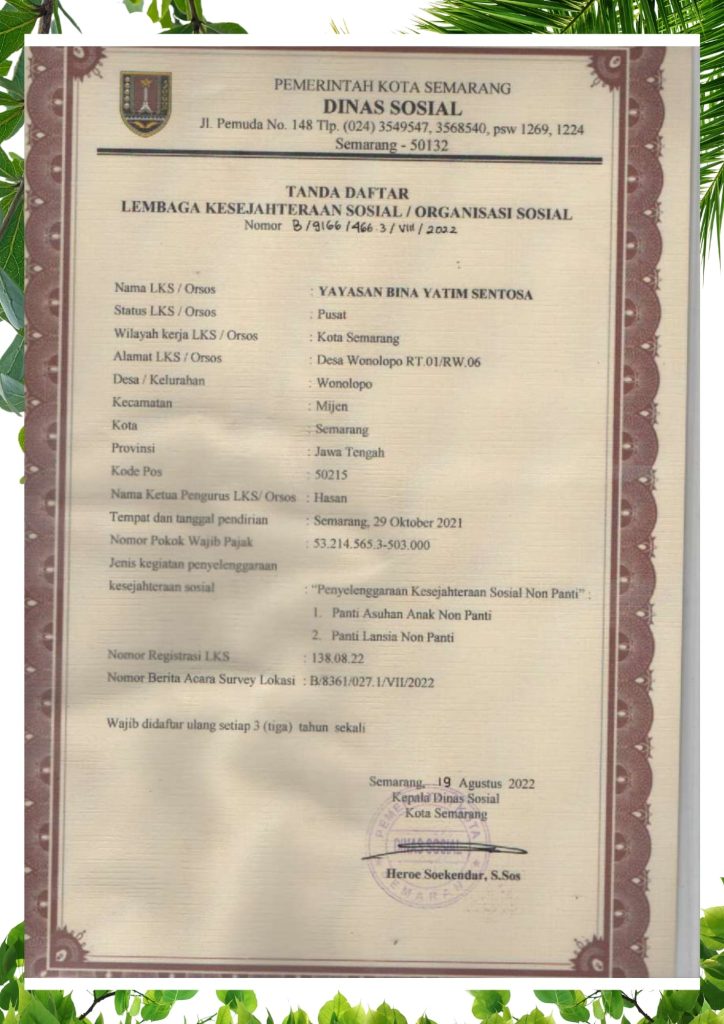 PEMERINTAH KOTA SEMARANG
DINAS SOSIAL
Jl. Pemuda No. 148 Tlp. (024) 3549547, 3568540, psw 1269, 1224
Semarang - 50132
TANDA DAFTAR
LEMBAGA KESEJAHTERAAN SOSIAL / ORGANISASI SOSIAL
Nomor B/9166/466.3/VIII/2022
Nama LKS / Orsos : YAYASAN BINA YATIM SENTOSA
Status LKS / Orsos : Pusat
Wilayah kerja LKS / Orsos : Kota Semarang
Alamat LKS / Orsos : Desa Wonolopo RT.01/RW.06
Desa / Kelurahan : Wonolopo
Kecamatan : Mijen
Kota : Semarang
Provinsi : Jawa Tengah
Kode Pos : 50215
Nama Ketua Pengurus LKS/ Orsos : Hasan
Tempat dan tanggal pendirian : Semarang, 29 Oktober 2021
Nomor Pokok Wajib Pajak : 53.214.565.3-503.000
Jenis kegiatan penyelenggaraan
kesejahteraan sosial : “Penyelenggaraan Kesejahteraan Sosial Non Panti” :
1. Panti Asuhan Anak Non Panti
2. Panti Lansia Non Panti
Nomor Registrasi LKS : 138.08.22
Nomor Berita Acara Survey Lokasi : B/8361/027.1/VII/2022
Wajib didaftar ulang setiap 3 (tiga) tahun sekali
Semarang, 19 Agustus 2022
Kepala Dinas Sosial
Kota Semarang
PEMERINTAH KOTA
DINAS SOSIAL
SEMARANG
Heroe Soekendar, S.Sos